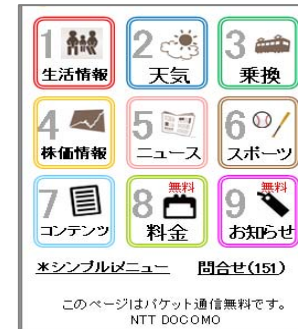 1 2 3
生活情報 天気 乗換
4 5 6
株価情報 ニュース スポーツ
7 8 無料 9 無料
コンテンツ 料金 お知らせ
*シンプルiメニュー 問合せ(151)
このページはパケット通信無料です。
NTT DOCOMO